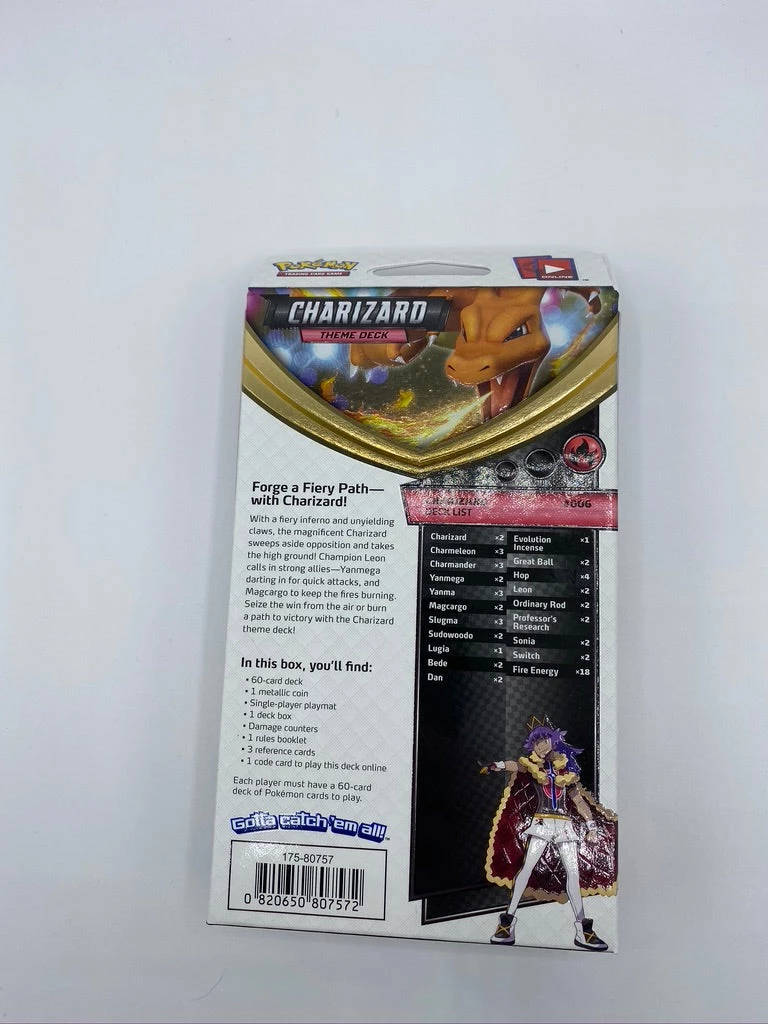 Pokémon
TRADING CARD GAME
ONLINE
CHARIZARD
THEME DECK
Forge a Fiery Path—
with Charizard!
With a fiery inferno and unyielding
claws, the magnificent Charizard
sweeps aside opposition and takes
the high ground! Champion Leon
calls in strong allies—Yanmega
darting in for quick attacks, and
Magcargo to keep the fires burning.
Seize the win from the air or burn
a path to victory with the Charizard
theme deck!
In this box, you'll find:
• 60-card deck
• 1 metallic coin
• Single-player playmat
• 1 deck box
• Damage counters
• 1 rules booklet
• 3 reference cards
• 1 code card to play this deck online
Each player must have a 60-card
deck of Pokémon cards to play.
Gotta catch 'em all!™
175-80757
0 820650 807572
CHARIZARD #006
DECK LIST
Charizard ×2
Charmeleon ×3
Charmander ×3
Yanmega ×2
Yanma ×3
Magcargo ×2
Slugma ×3
Sudowoodo ×2
Lugia ×1
Bede ×2
Dan ×2
Evolution ×1
Incense
Great Ball ×2
Hop ×4
Leon ×2
Ordinary Rod ×2
Professor's ×2
Research
Sonia ×2
Switch ×2
Fire Energy ×18